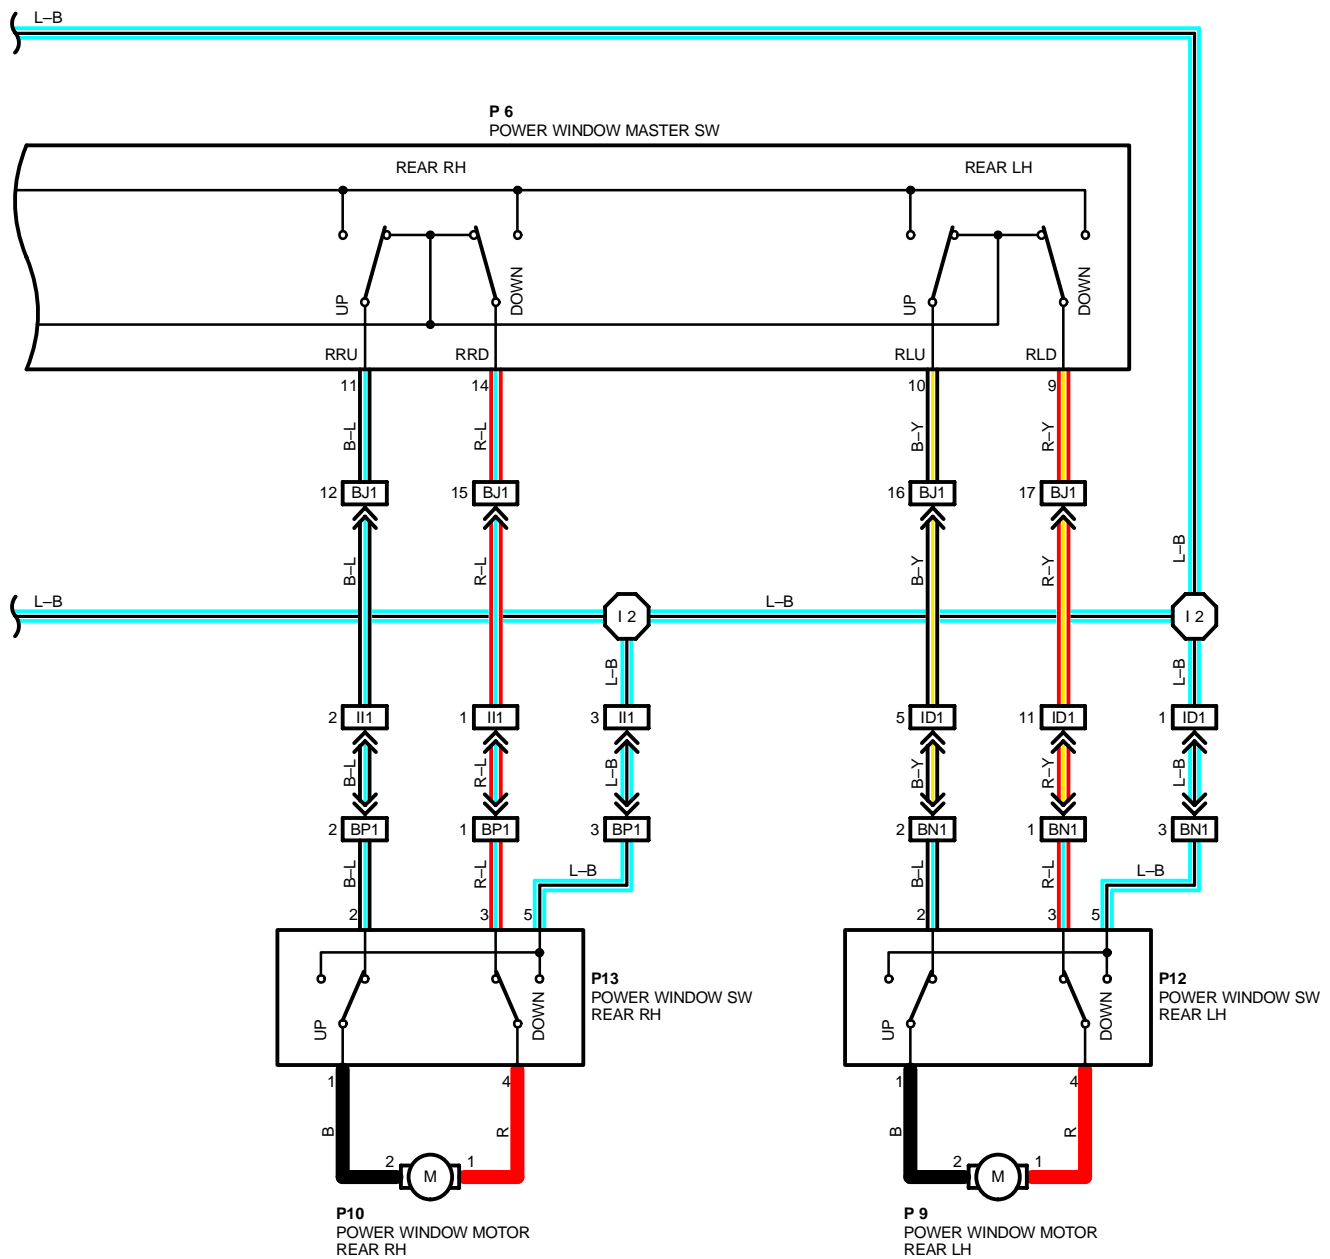 L–B
P 6
POWER WINDOW MASTER SW
REAR RH
REAR LH
UP
DOWN
UP
DOWN
RRU
RRD
RLU
RLD
11
14
10
9
B–L
R–L
B–Y
R–Y
12 BJ1
15 BJ1
16 BJ1
17 BJ1
B–L
R–L
B–Y
R–Y
L–B
L–B
L–B
I 2
I 2
L–B
L–B
2 II1
1 II1
3 II1
5 ID1
11 ID1
1 ID1
B–L
R–L
L–B
B–Y
R–Y
L–B
2 BP1
1 BP1
3 BP1
2 BN1
1 BN1
3 BN1
B–L
R–L
L–B
B–L
R–L
L–B
2
3
5
2
3
5
UP
DOWN
P13
POWER WINDOW SW
REAR RH
UP
DOWN
P12
POWER WINDOW SW
REAR LH
1
4
1
4
B
R
B
R
2
M
1
2
M
1
P10
POWER WINDOW MOTOR
REAR RH
P 9
POWER WINDOW MOTOR
REAR LH